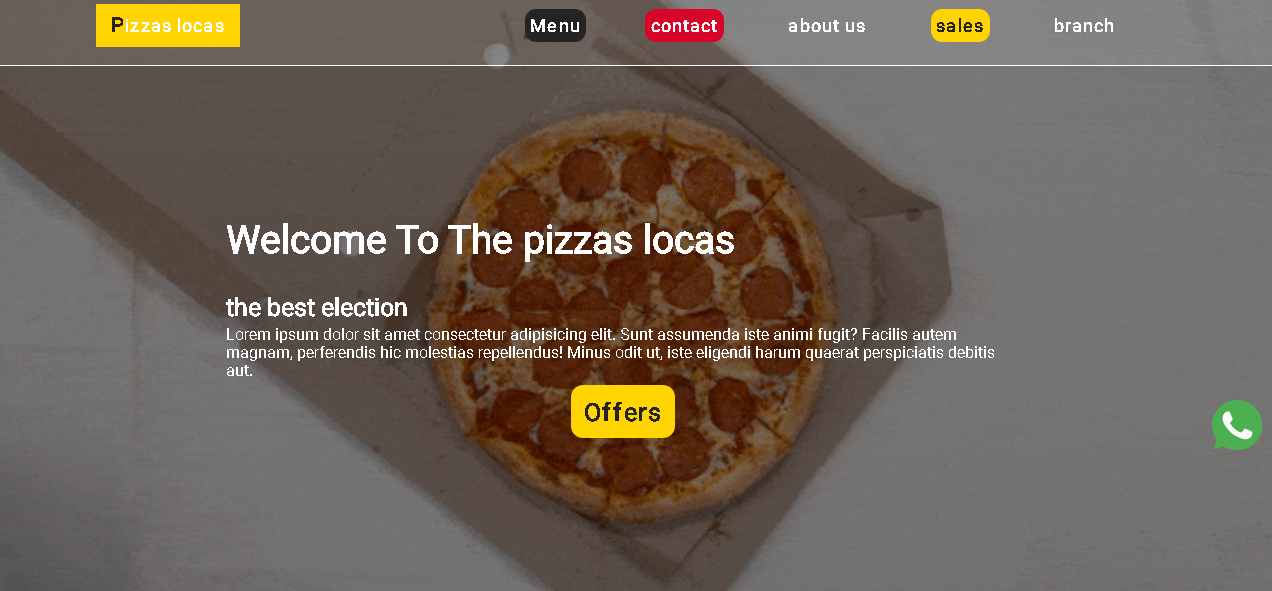 Pizzas locas
Menu
contact
about us
sales
branch
Welcome To The pizzas locas
the best election
Lorem ipsum dolor sit amet consectetur adipisicing elit. Sunt assumenda iste animi fugit? Facilis autem
magnam, perferendis hic molestias repellendus! Minus odit ut, iste eligendi harum quaerat perspiciatis debitis
aut.
Offers